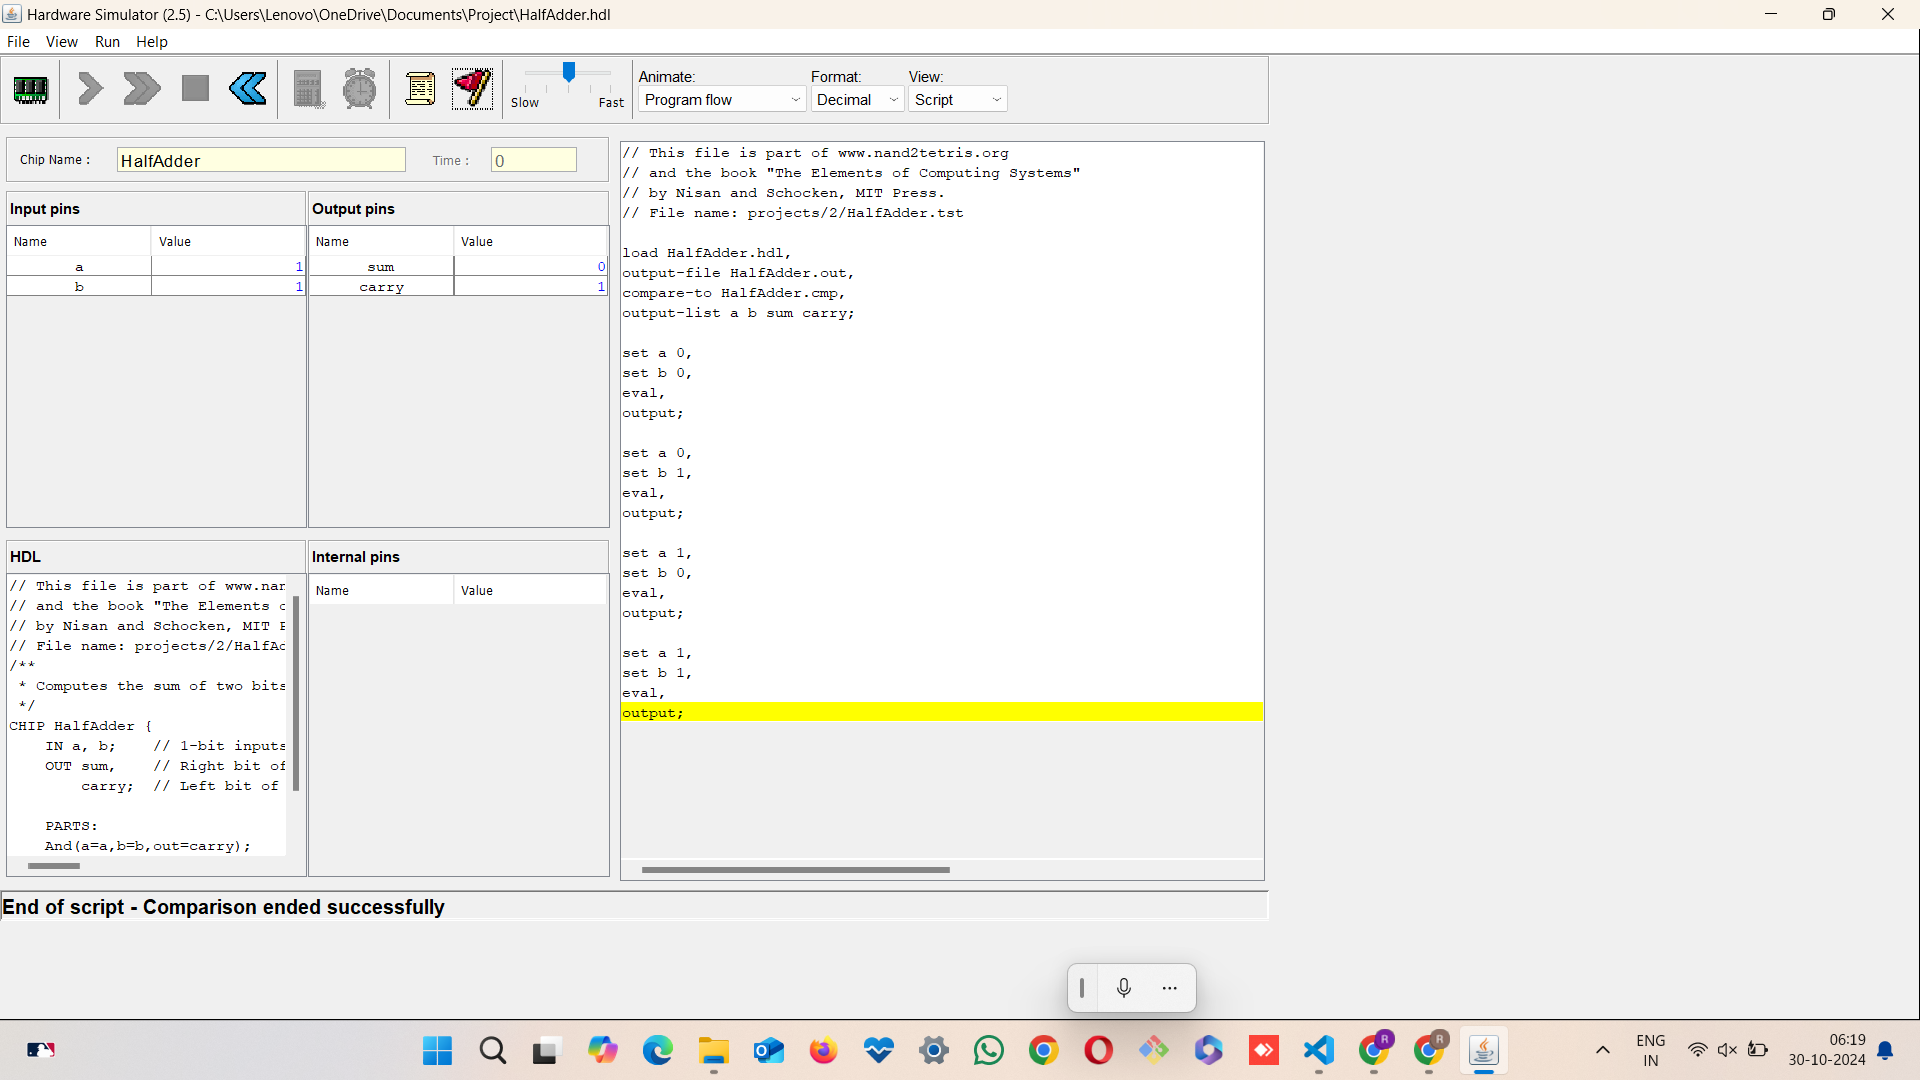 Hardware Simulator (2.5) - C:\Users\Lenovo\OneDrive\Documents\Project\HalfAdder.hdl
File View Run Help
Slow Fast
Animate: Format: View:
Program flow Decimal Script
Chip Name : HalfAdder Time : 0
Input pins
Name Value
a 1
b 1
Output pins
Name Value
sum 0
carry 1
HDL
// This file is part of www.nan
// and the book "The Elements o
// by Nisan and Schocken, MIT P
// File name: projects/2/HalfAd
/**
* Computes the sum of two bits
*/
CHIP HalfAdder {
IN a, b; // 1-bit inputs
OUT sum, // Right bit of
carry; // Left bit of
PARTS:
And(a=a,b=b,out=carry);
Internal pins
Name Value
// This file is part of www.nand2tetris.org
// and the book "The Elements of Computing Systems"
// by Nisan and Schocken, MIT Press.
// File name: projects/2/HalfAdder.tst
load HalfAdder.hdl,
output-file HalfAdder.out,
compare-to HalfAdder.cmp,
output-list a b sum carry;
set a 0,
set b 0,
eval,
output;
set a 0,
set b 1,
eval,
output;
set a 1,
set b 0,
eval,
output;
set a 1,
set b 1,
eval,
output;
End of script - Comparison ended successfully
R R
ENG
IN
06:19
30-10-2024